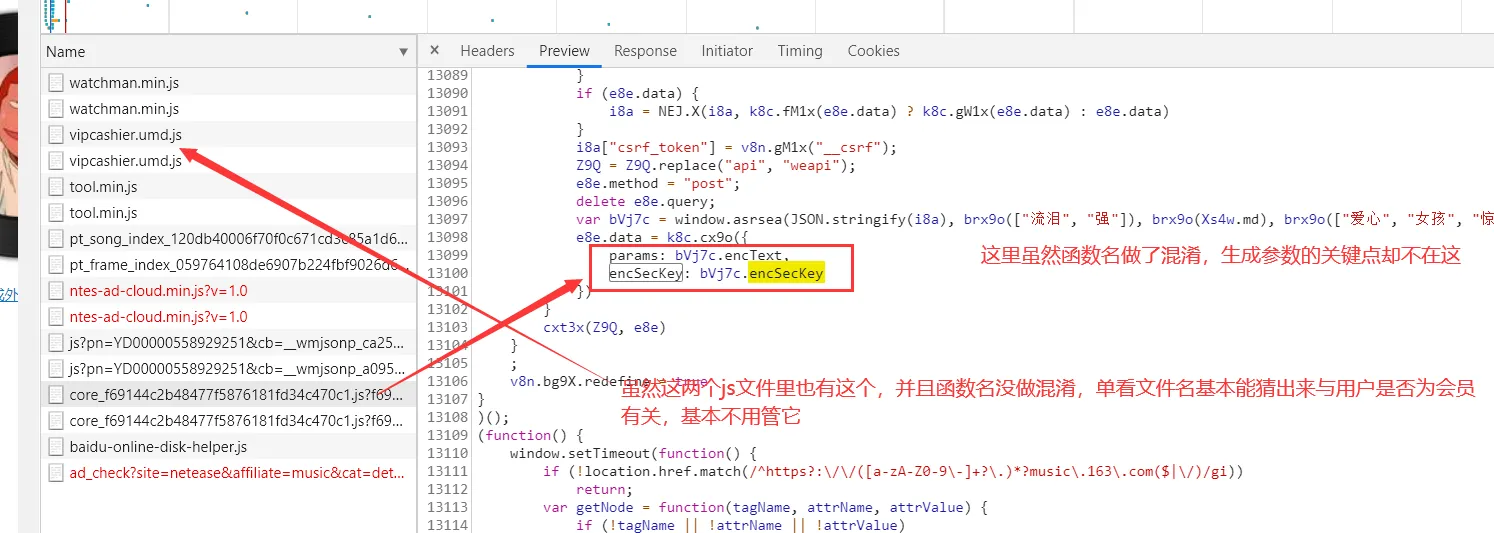 Name
▼
× Headers Preview Response Initiator Timing Cookies
watchman.min.js
watchman.min.js
vipcashier.umd.js
vipcashier.umd.js
tool.min.js
tool.min.js
pt_song_index_120db40006f70f0c671cd3c85a1d6...
pt_frame_index_059764108de6907b224fbf9026d6...
ntes-ad-cloud.min.js?v=1.0
ntes-ad-cloud.min.js?v=1.0
js?pn=YD00000558929251&cb=__wmjsonp_ca25...
js?pn=YD00000558929251&cb=__wmjsonp_a095...
core_f69144c2b48477f5876181fd34c470c1.js?f69...
core_f69144c2b48477f5876181fd34c470c1.js?f69...
baidu-online-disk-helper.js
ad_check?site=netease&affiliate=music&cat=det...
13089 }
13090 if (e8e.data) {
13091 i8a = NEJ.X(i8a, k8c.fM1x(e8e.data) ? k8c.gW1x(e8e.data) : e8e.data)
13092 }
13093 i8a["csrf_token"] = v8n.gM1x("__csrf");
13094 Z9Q = Z9Q.replace("api", "weapi");
13095 e8e.method = "post";
13096 delete e8e.query;
13097 var bVj7c = window.asrsea(JSON.stringify(i8a), brx9o(["流泪", "强"]), brx9o(Xs4w.md), brx9o(["爱心", "女孩", "惊
13098 e8e.data = k8c.cx9o({
13099 params: bVj7c.encText,
13100 encSecKey: bVj7c.encSecKey
13101 })
13102 }
13103 cxt3x(Z9Q, e8e)
13104 }
13105 ;
13106 v8n.bg9X.redefine = true
13107 }
13108 )();
13109 (function() {
13110 window.setTimeout(function() {
13111 if (!location.href.match(/^https?:\/\/([a-zA-Z0-9\-]+?\.)*?music\.163\.com($|\/)/gi))
13112 return;
13113 var getNode = function(tagName, attrName, attrValue) {
13114 if (!tagName || !attrName || !attrValue)
这里虽然函数名做了混淆，生成参数的关键点却不在这
虽然这两个js文件里也有这个，并且函数名没做混淆，单看文件名基本能猜出来与用户是否为会员
有关，基本不用管它